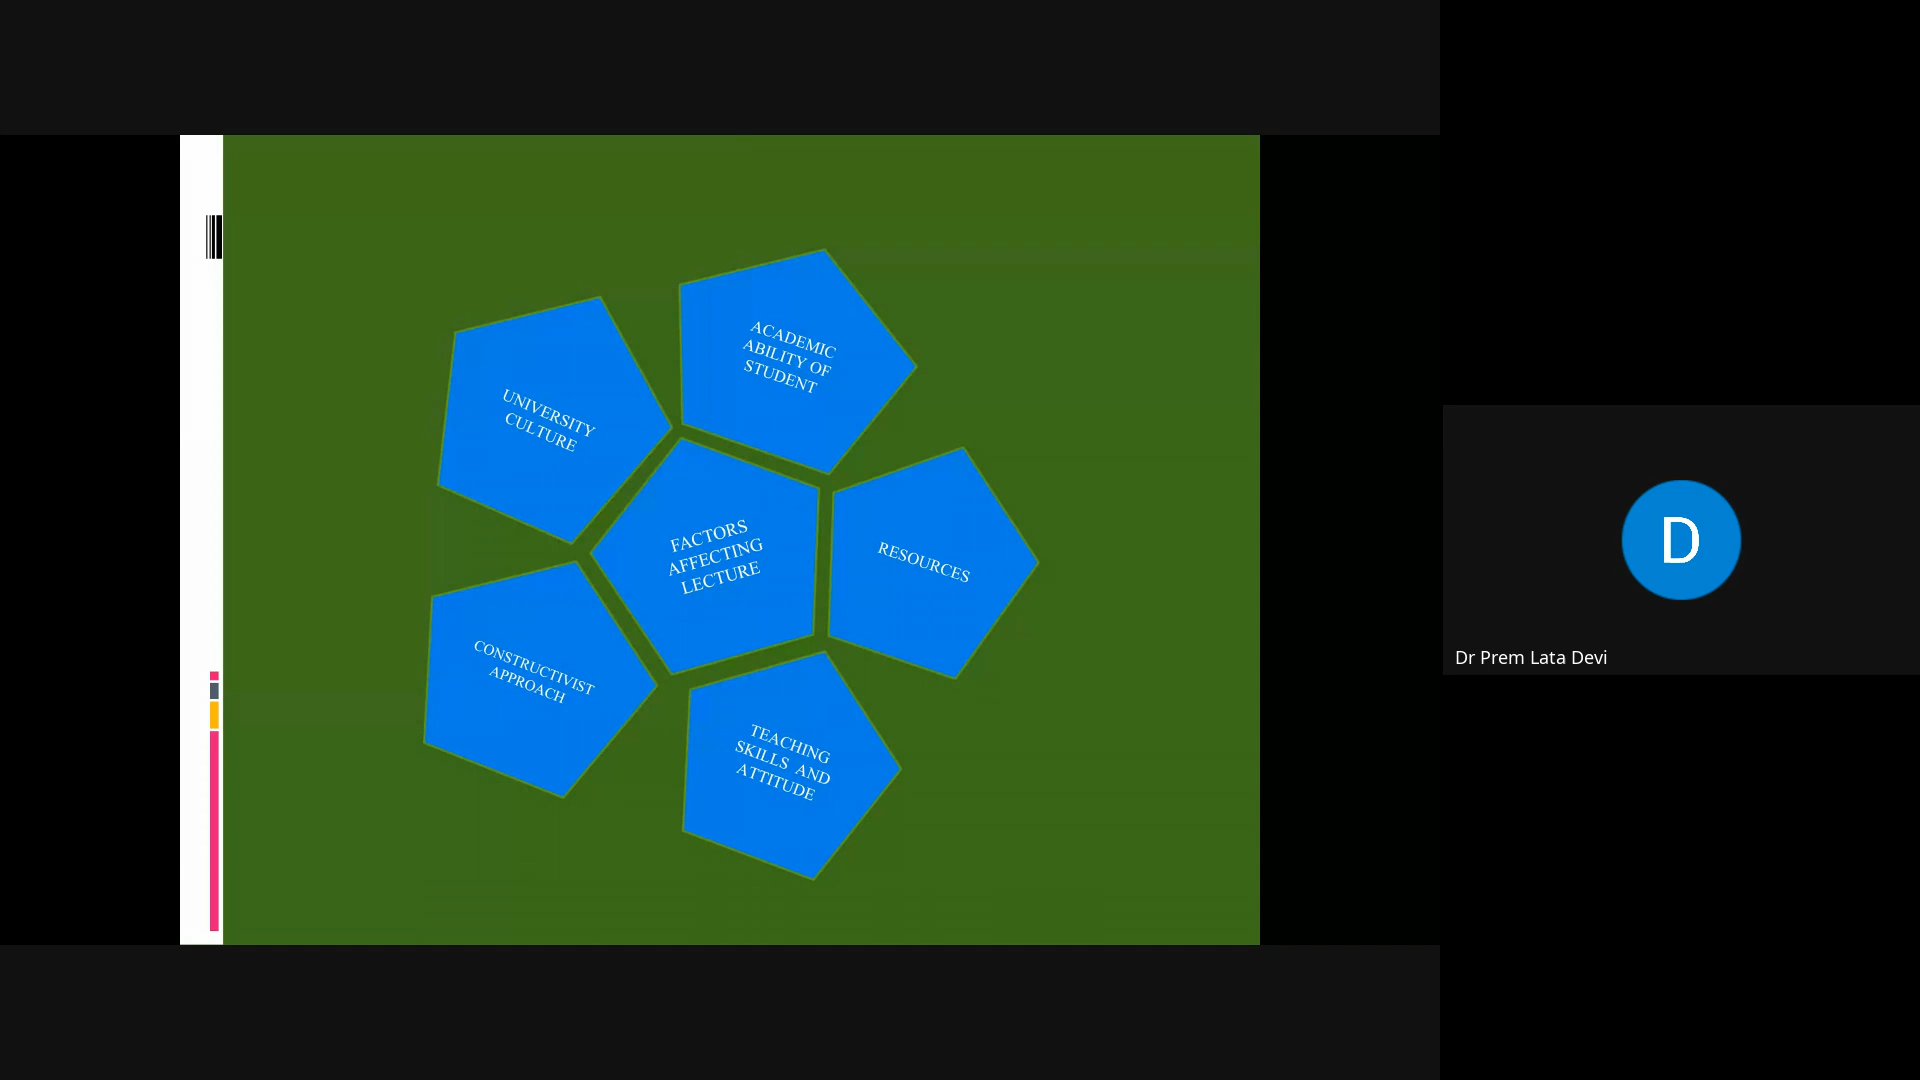 ACADEMIC
ABILITY OF
STUDENT
UNIVERSITY
CULTURE
FACTORS
AFFECTING
LECTURE
RESOURCES
CONSTRUCTIVIST
APPROACH
TEACHING
SKILLS AND
ATTITUDE
D
Dr Prem Lata Devi